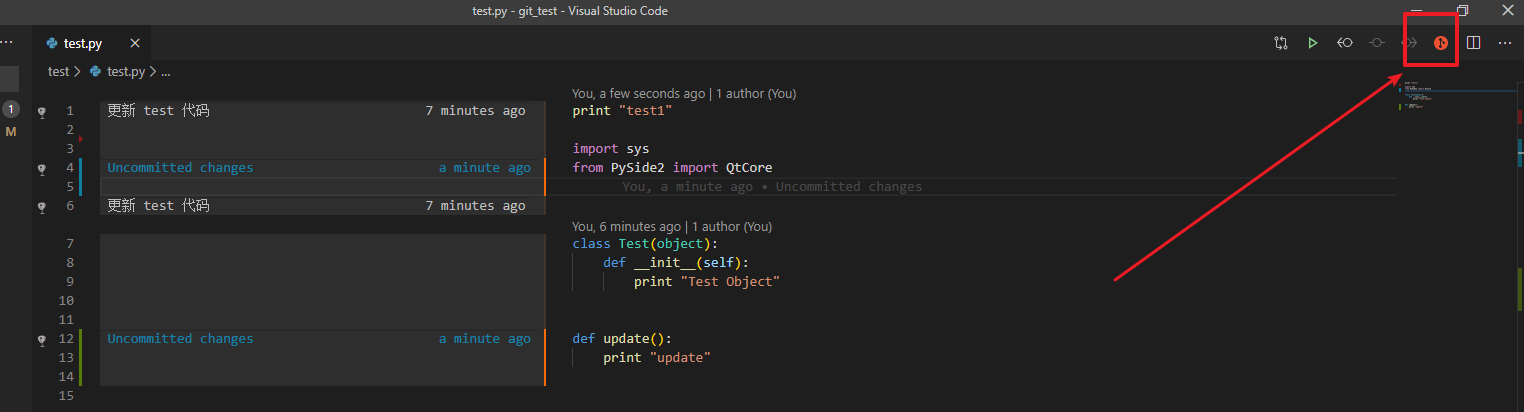 test.py - git_test - Visual Studio Code
test.py
test > test.py > ...
You, a few seconds ago | 1 author (You)
1 更新 test 代码 7 minutes ago print "test1"
1
2
M
3 import sys
4 Uncommitted changes a minute ago from PySide2 import QtCore
5 You, a minute ago • Uncommitted changes
6 更新 test 代码 7 minutes ago
You, 6 minutes ago | 1 author (You)
7 class Test(object):
8 def __init__(self):
9 print "Test Object"
10
11
12 Uncommitted changes a minute ago def update():
13 print "update"
14
15